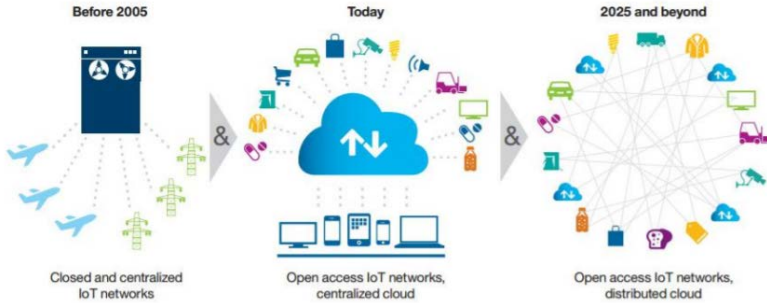 Before 2005
Today
2025 and beyond
&
&
Closed and centralized
IoT networks
Open access IoT networks,
centralized cloud
Open access IoT networks,
distributed cloud